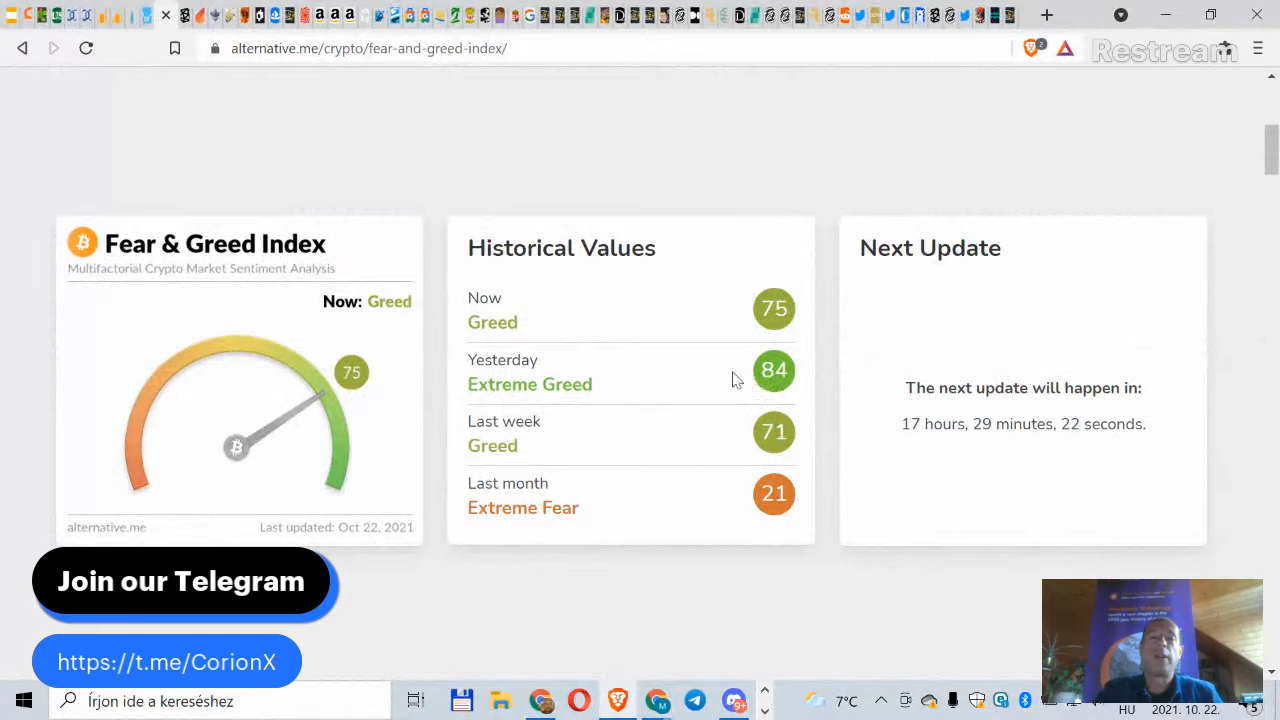 alternative.me/crypto/fear-and-greed-index/
2
Restream
Fear & Greed Index
Multifactorial Crypto Market Sentiment Analysis
Now: Greed
75
alternative.me
Last updated: Oct 22, 2021
Historical Values
Now
Greed
75
Yesterday
Extreme Greed
84
Last week
Greed
71
Last month
Extreme Fear
21
Next Update
The next update will happen in:
17 hours, 29 minutes, 22 seconds.
Join our Telegram
https://t.me/CorionX
Írjon ide a kereséshez
9+
7°C
HU
2021. 10. 22.
5